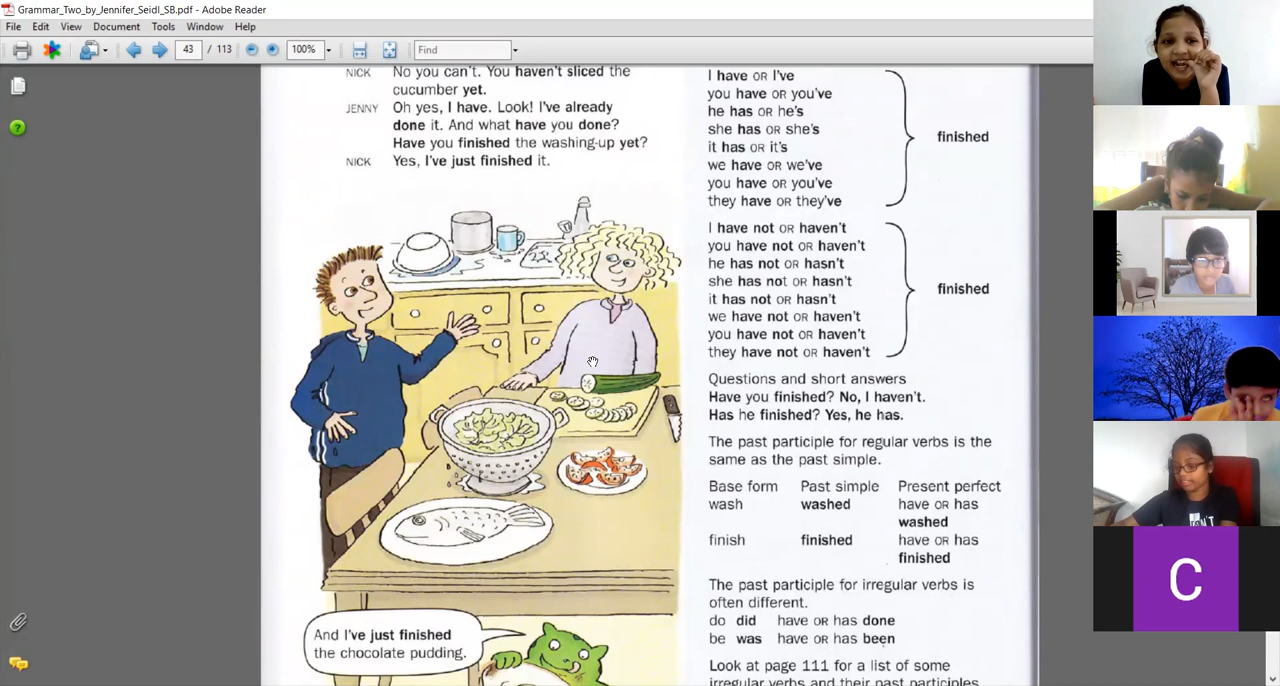 Grammar_Two_by_Jennifer_Seidl_SB.pdf - Adobe Reader
File Edit View Document Tools Window Help
43 / 113 100% Find
NICK No you can't. You haven't sliced the
cucumber yet.
JENNY Oh yes, I have. Look! I've already
done it. And what have you done?
Have you finished the washing-up yet?
NICK Yes, I've just finished it.
And I've just finished
the chocolate pudding.
I have OR I've
you have OR you've
he has OR he's
she has OR she's
it has OR it's
we have OR we've
you have OR you've
they have OR they've
finished
I have not OR haven't
you have not OR haven't
he has not OR hasn't
she has not OR hasn't
it has not OR hasn't
we have not OR haven't
you have not OR haven't
they have not OR haven't
finished
Questions and short answers
Have you finished? No, I haven't.
Has he finished? Yes, he has.
The past participle for regular verbs is the
same as the past simple.
Base form Past simple Present perfect
wash washed have OR has
washed
finish finished have OR has
finished
The past participle for irregular verbs is
often different.
do did have OR has done
be was have OR has been
Look at page 111 for a list of some
irregular verbs and their past participles
C